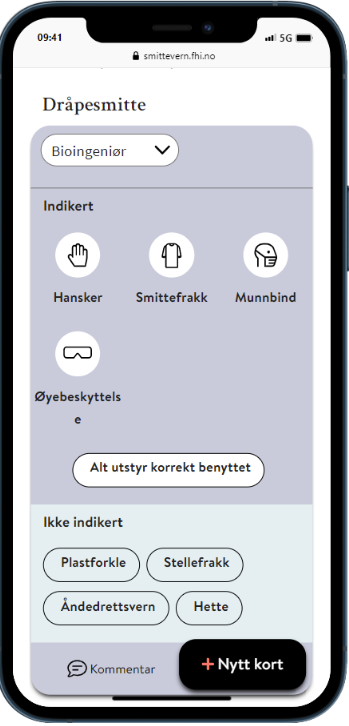 09:41
5G
smittevern.fhi.no
Dråpesmitte
Bioingeniør
Indikert
Hansker
Smittefrakk
Munnbind
Øyebeskyttels
e
Alt utstyr korrekt benyttet
Ikke indikert
Plastforkle
Stellefrakk
Åndedrettsvern
Hette
Kommentar
+ Nytt kort